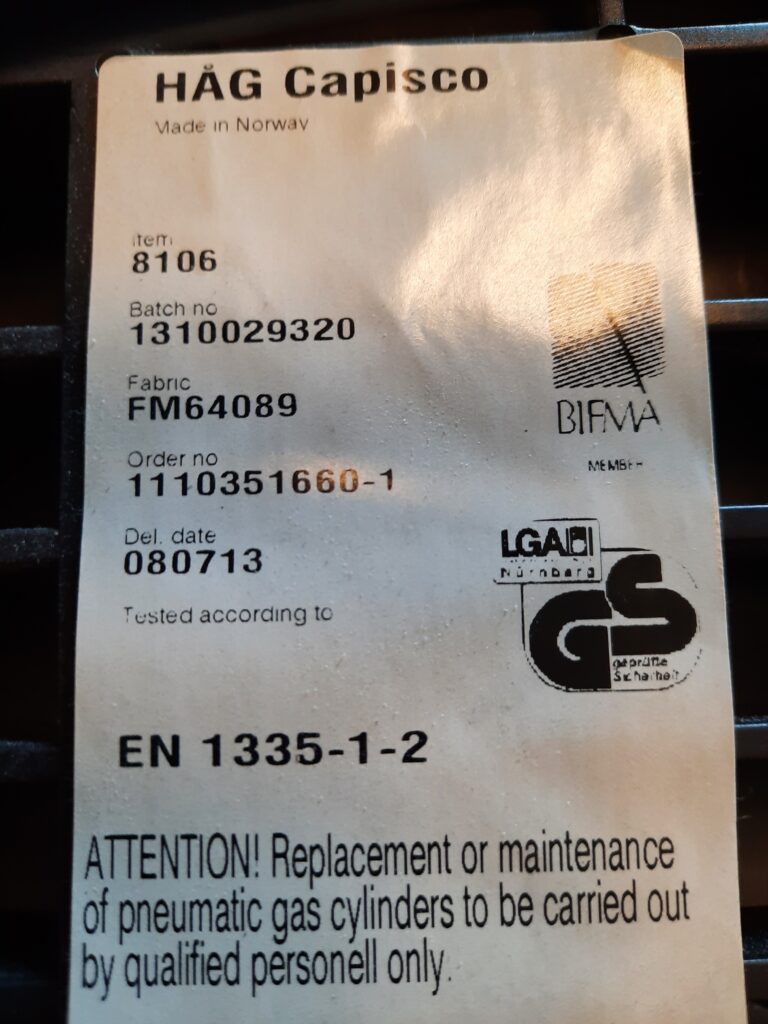 HÅG Capisco
Made in Norway
Item
8106
Batch no
1310029320
Fabric
FM64089
Order no
1110351660-1
Del. date
080713
Tested according to
BIFMA
MEMBER
LGA
Nürnberg
GS
geprüfte
Sicherheit
EN 1335-1-2
ATTENTION! Replacement or maintenance
of pneumatic gas cylinders to be carried out
by qualified personell only.